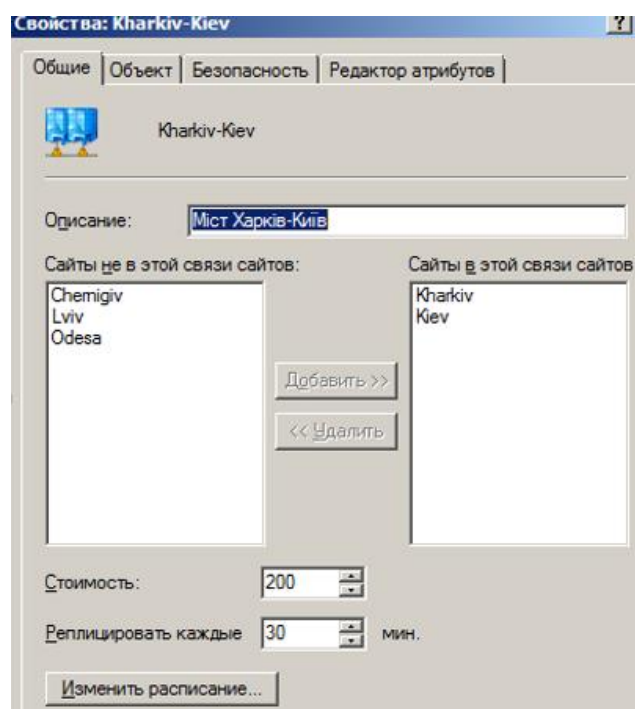 Свойства: Kharkiv-Kiev ?
Общие Объект Безопасность Редактор атрибутов
Kharkiv-Kiev
Описание: Міст Харків-Київ
Сайты не в этой связи сайтов: Сайты в этой связи сайтов
Chernigiv Kharkiv
Lviv Kiev
Odesa
Добавить >>
<< Удалить
Стоимость: 200
Реплицировать каждые 30 мин.
Изменить расписание...